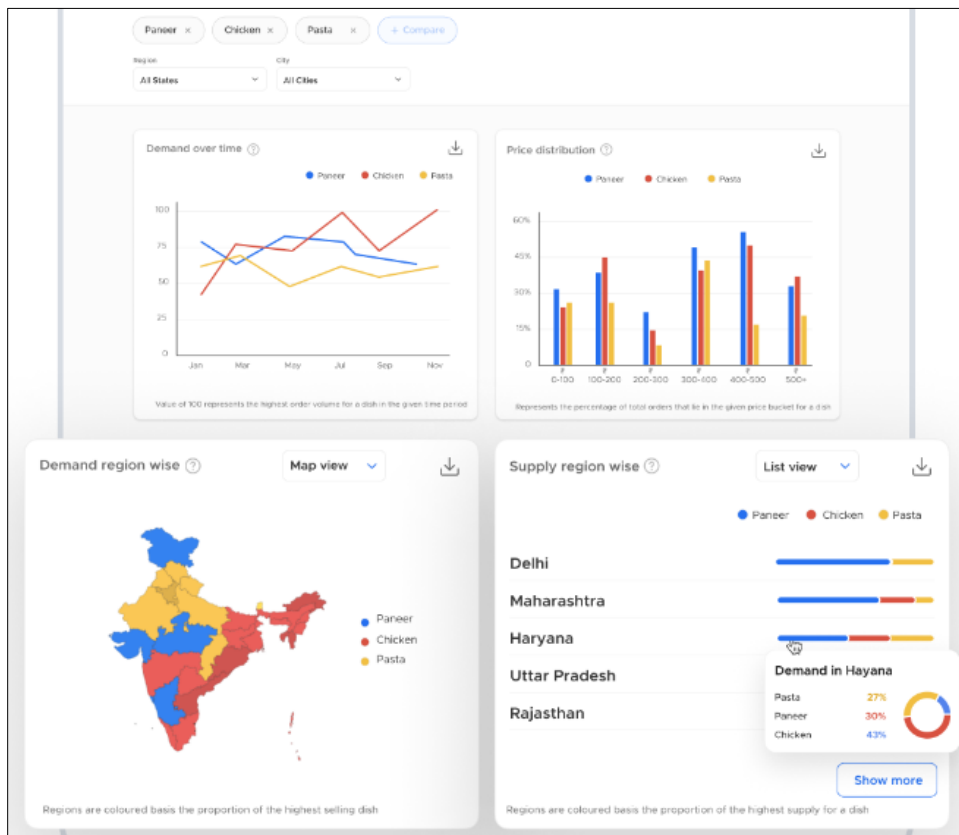 Paneer × Chicken × Pasta × + Compare
Region City
All States All Cities
Demand over time ?
Paneer Chicken Pasta
100
75
50
25
0
Jan Mar May Jul Sep Nov
Value of 100 represents the highest order volume for a dish in the given time period
Price distribution ?
Paneer Chicken Pasta
60%
45%
30%
15%
0
₹ ₹ ₹ ₹ ₹ ₹
0-100 100-200 200-300 300-400 400-500 500+
Represents the percentage of total orders that lie in the given price bucket for a dish
Demand region wise ? Map view
Paneer
Chicken
Pasta
Regions are coloured basis the proportion of the highest selling dish
Supply region wise ? List view
Paneer Chicken Pasta
Delhi
Maharashtra
Haryana
Uttar Pradesh
Rajasthan
Demand in Hayana
Pasta 27%
Paneer 30%
Chicken 43%
Show more
Regions are coloured basis the proportion of the highest supply for a dish